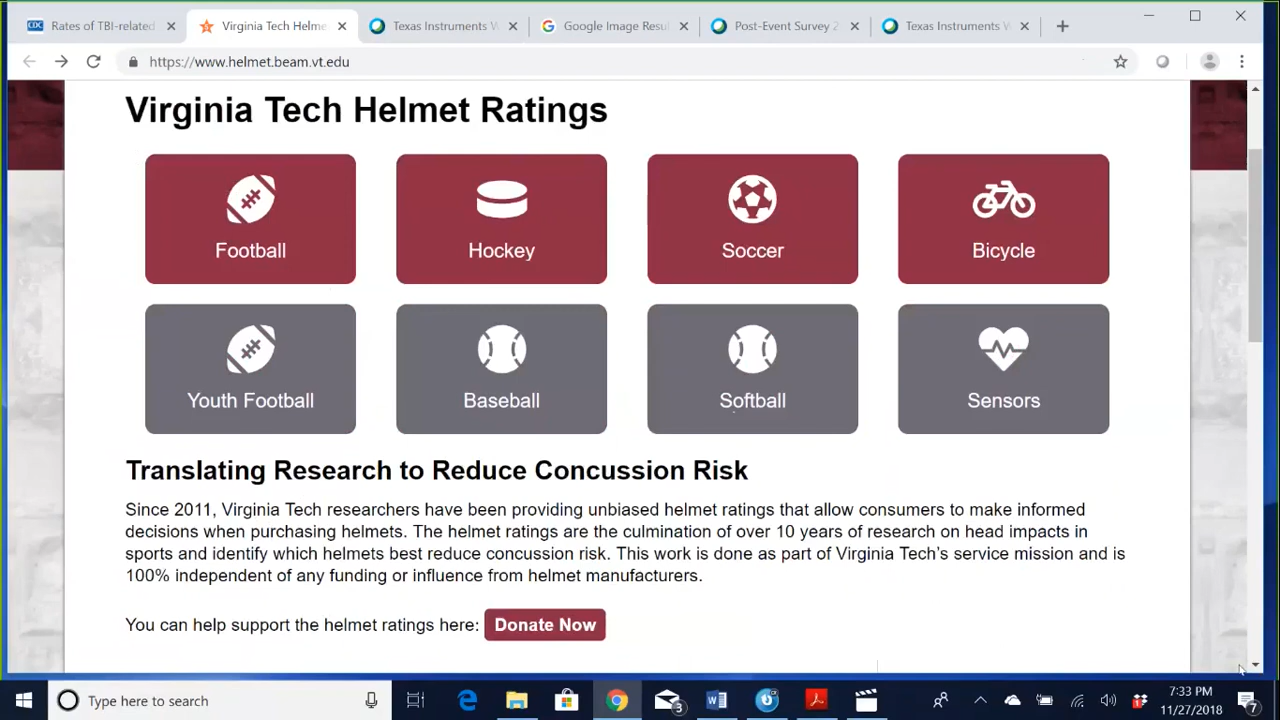 Rates of TBI-related
Virginia Tech Helme
Texas Instruments W
Google Image Resul
Post-Event Survey 2
Texas Instruments W
https://www.helmet.beam.vt.edu
Virginia Tech Helmet Ratings
Football
Hockey
Soccer
Bicycle
Youth Football
Baseball
Softball
Sensors
Translating Research to Reduce Concussion Risk
Since 2011, Virginia Tech researchers have been providing unbiased helmet ratings that allow consumers to make informed
decisions when purchasing helmets. The helmet ratings are the culmination of over 10 years of research on head impacts in
sports and identify which helmets best reduce concussion risk. This work is done as part of Virginia Tech's service mission and is
100% independent of any funding or influence from helmet manufacturers.
You can help support the helmet ratings here: Donate Now
Type here to search
3
7:33 PM
11/27/2018
7